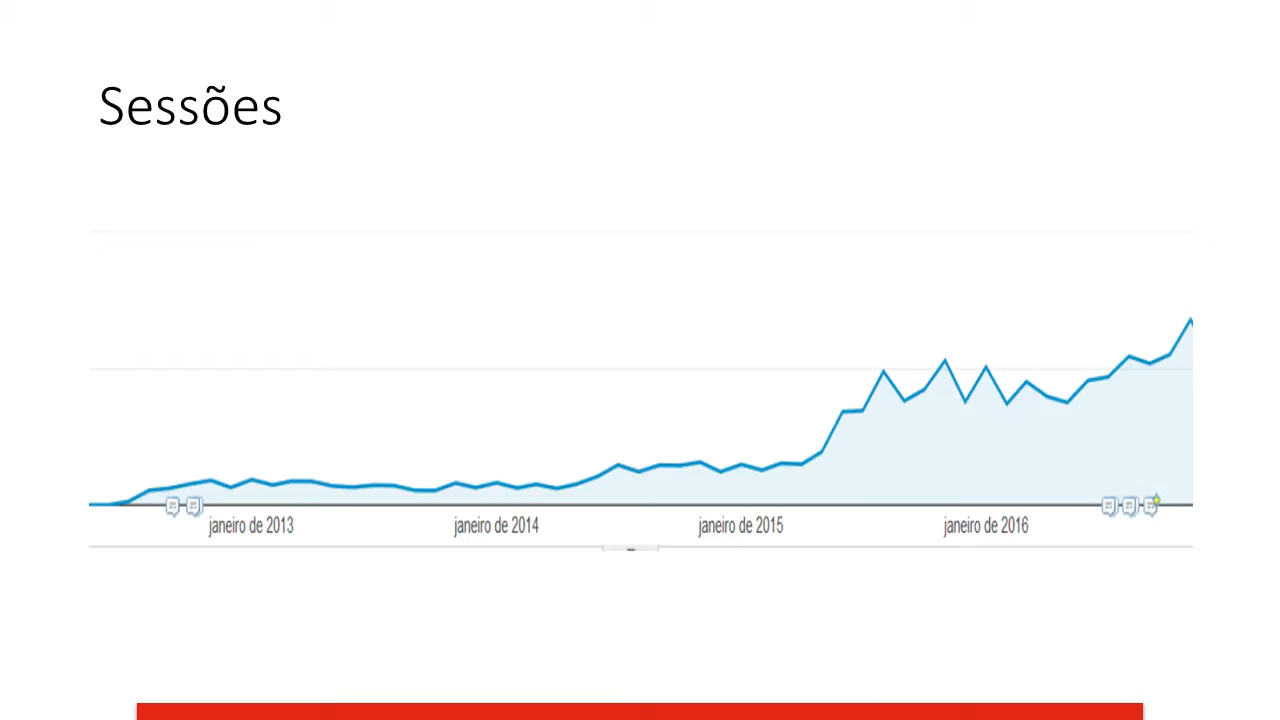 Sessões
janeiro de 2013
janeiro de 2014
janeiro de 2015
janeiro de 2016